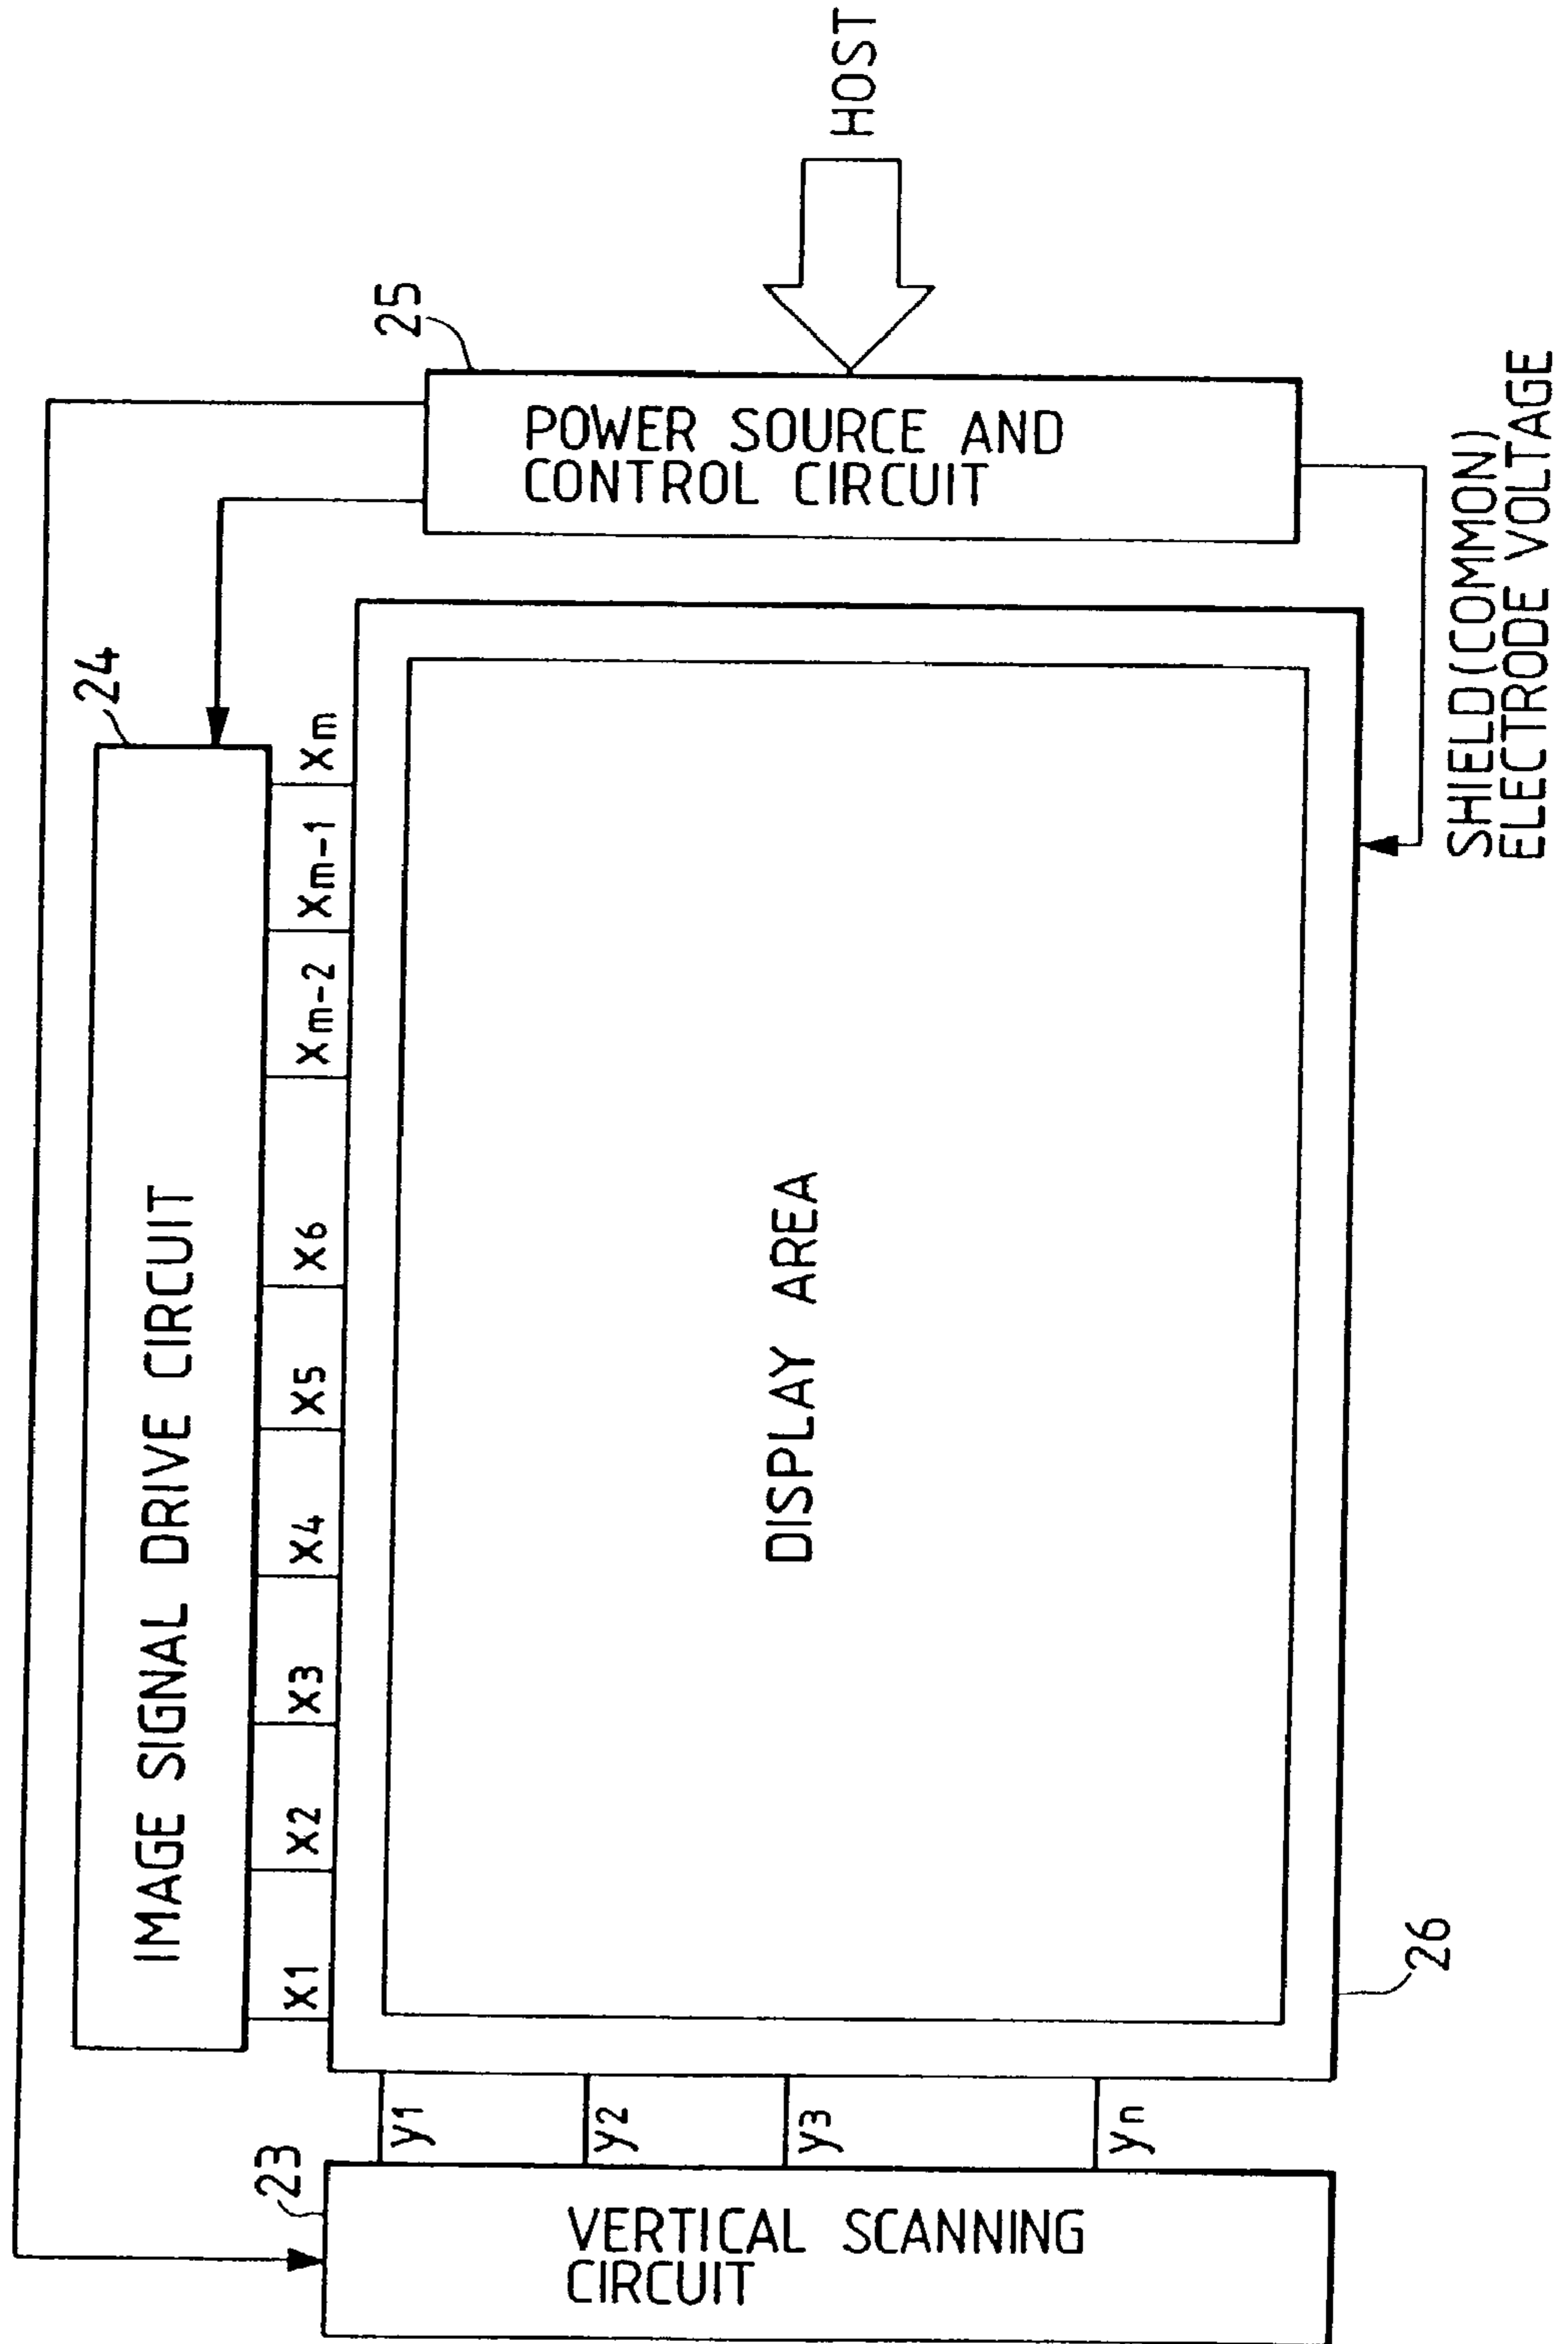 HOST
25
POWER SOURCE AND
CONTROL CIRCUIT
SHIELD (COMMON)
ELECTRODE VOLTAGE
24
IMAGE SIGNAL DRIVE CIRCUIT
X1
X2
X3
X4
X5
X6
Xm-2
Xm-1
Xm
DISPLAY AREA
26
y1
y2
y3
yn
23
VERTICAL SCANNING
CIRCUIT